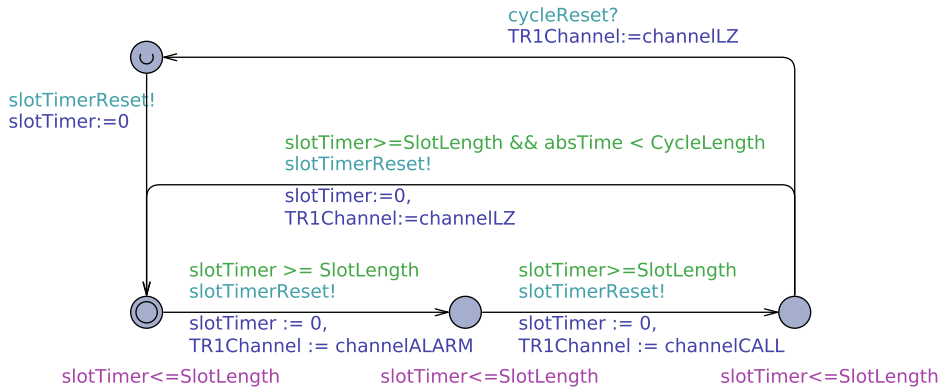 cycleReset?
TR1Channel:=channelLZ
slotTimerReset!
slotTimer:=0
slotTimer>=SlotLength && absTime < CycleLength
slotTimerReset!
slotTimer:=0,
TR1Channel:=channelLZ
slotTimer >= SlotLength
slotTimerReset!
slotTimer := 0,
TR1Channel := channelALARM
slotTimer>=SlotLength
slotTimerReset!
slotTimer := 0,
TR1Channel := channelCALL
slotTimer<=SlotLength
slotTimer<=SlotLength
slotTimer<=SlotLength